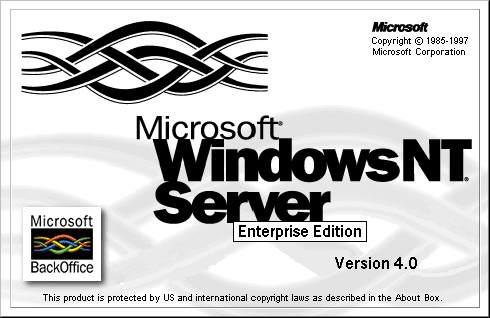 Microsoft
Copyright © 1985-1997
Microsoft Corporation
Microsoft®
Windows NT®
Server
Enterprise Edition
Microsoft
BackOffice
Version 4.0
This product is protected by US and international copyright laws as described in the About Box.